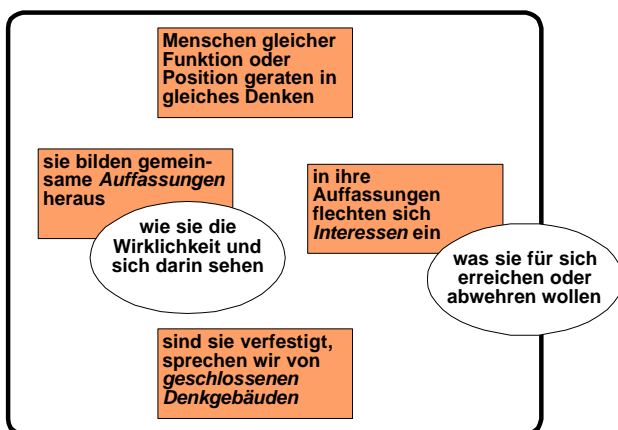 Menschen gleicher
Funktion oder
Position geraten in
gleiches Denken
sie bilden gemein-
same Auffassungen
heraus
wie sie die
Wirklichkeit und
sich darin sehen
in ihre
Auffassungen
flechten sich
Interessen ein
was sie für sich
erreichen oder
abwehren wollen
sind sie verfestigt,
sprechen wir von
geschlossenen
Denkgebäuden